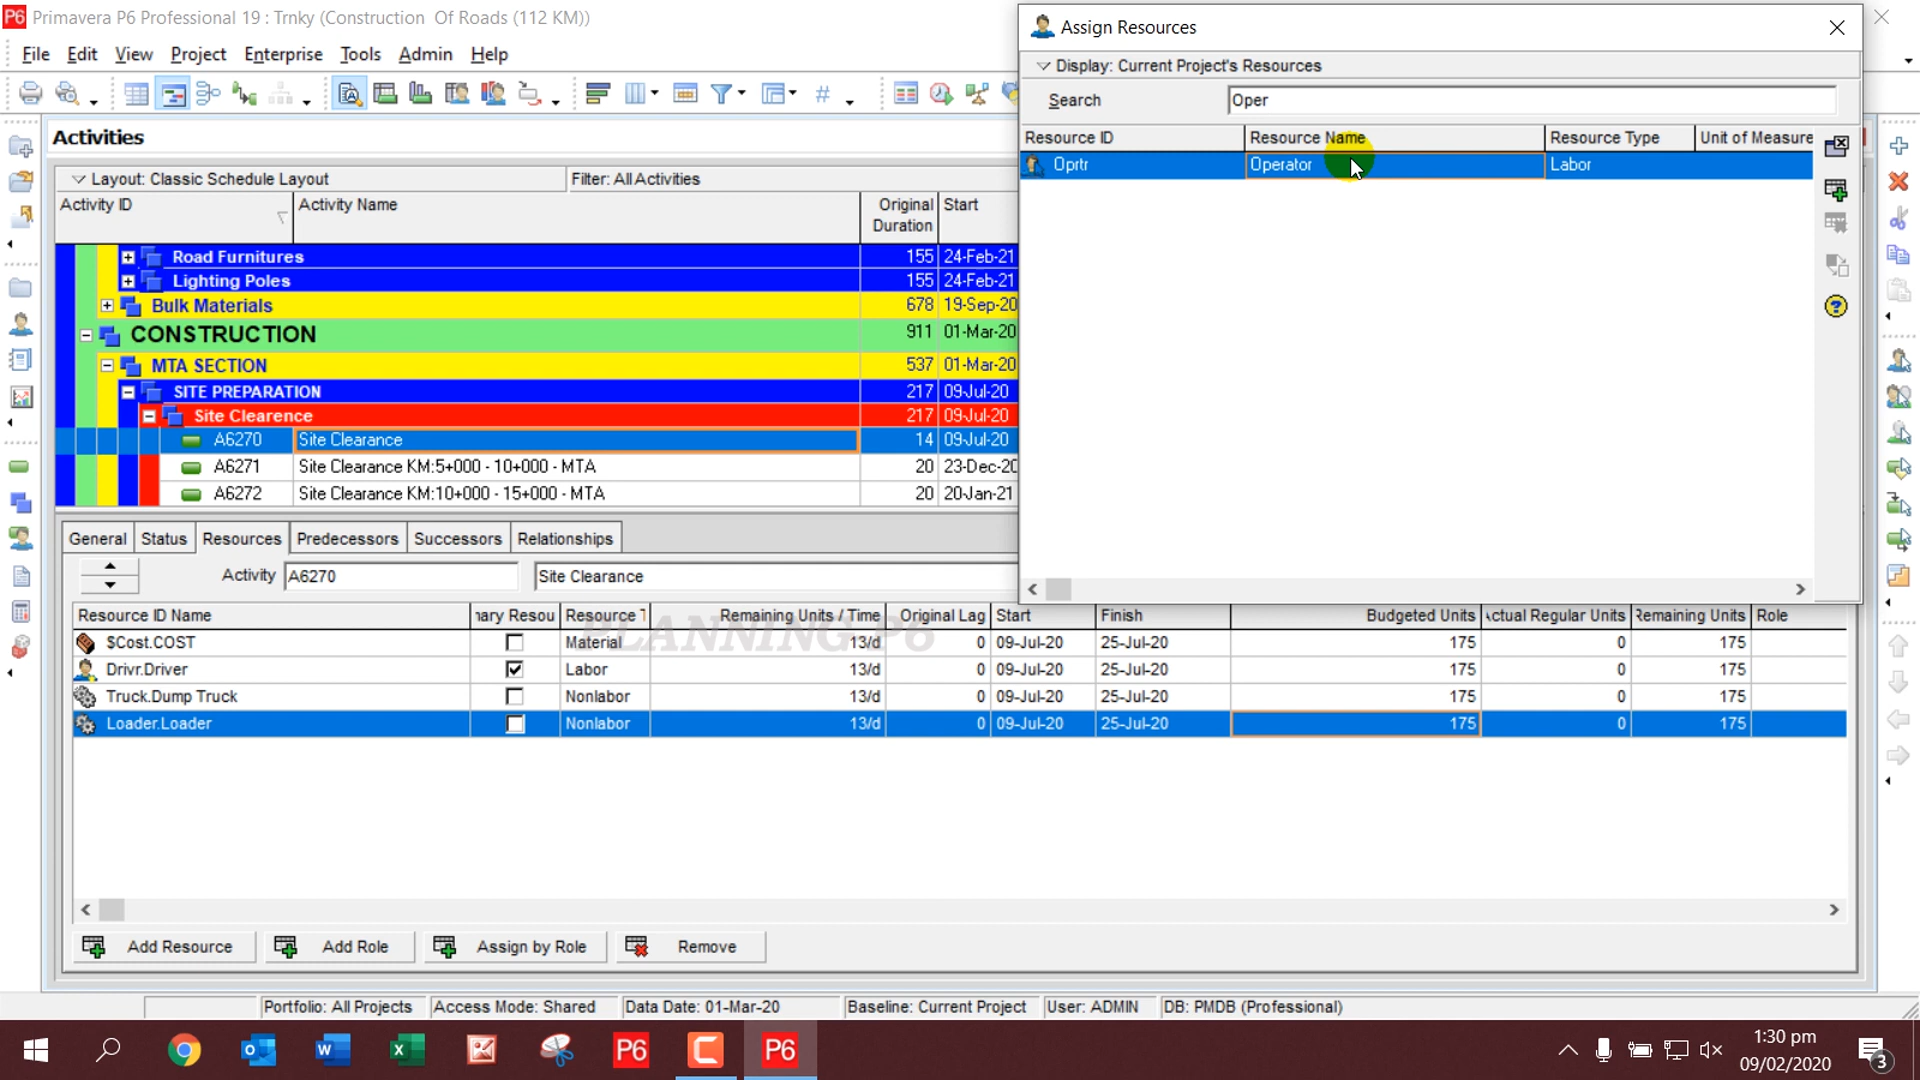 Primavera P6 Professional 19 : Trnky (Construction Of Roads (112 KM))
File Edit View Project Enterprise Tools Admin Help
Activities
Layout: Classic Schedule Layout Filter: All Activities
Activity ID Activity Name Original Duration Start
Road Furnitures 155 24-Feb-21
Lighting Poles 155 24-Feb-21
Bulk Materials 678 19-Sep-20
CONSTRUCTION 911 01-Mar-20
MTA SECTION 537 01-Mar-20
SITE PREPARATION 217 09-Jul-20
Site Clearence 217 09-Jul-20
A6270 Site Clearance 14 09-Jul-20
A6271 Site Clearance KM:5+000 - 10+000 - MTA 20 23-Dec-20
A6272 Site Clearance KM:10+000 - 15+000 - MTA 20 20-Jan-21
Assign Resources
Display: Current Project's Resources
Search Oper
Resource ID Resource Name Resource Type Unit of Measure
Oprtr Operator Labor
General Status Resources Predecessors Successors Relationships
Activity A6270 Site Clearance
Resource ID Name nary Resou Resource T Remaining Units / Time Original Lag Start Finish Budgeted Units Actual Regular Units Remaining Units Role
$Cost.COST Material 13/d 0 09-Jul-20 25-Jul-20 175 0 175
Drivr.Driver Labor 13/d 0 09-Jul-20 25-Jul-20 175 0 175
Truck.Dump Truck Nonlabor 13/d 0 09-Jul-20 25-Jul-20 175 0 175
Loader.Loader Nonlabor 13/d 0 09-Jul-20 25-Jul-20 175 0 175
PLANNING P6
Add Resource Add Role Assign by Role Remove
Portfolio: All Projects Access Mode: Shared Data Date: 01-Mar-20 Baseline: Current Project User: ADMIN DB: PMDB (Professional)
1:30 pm
09/02/2020
3